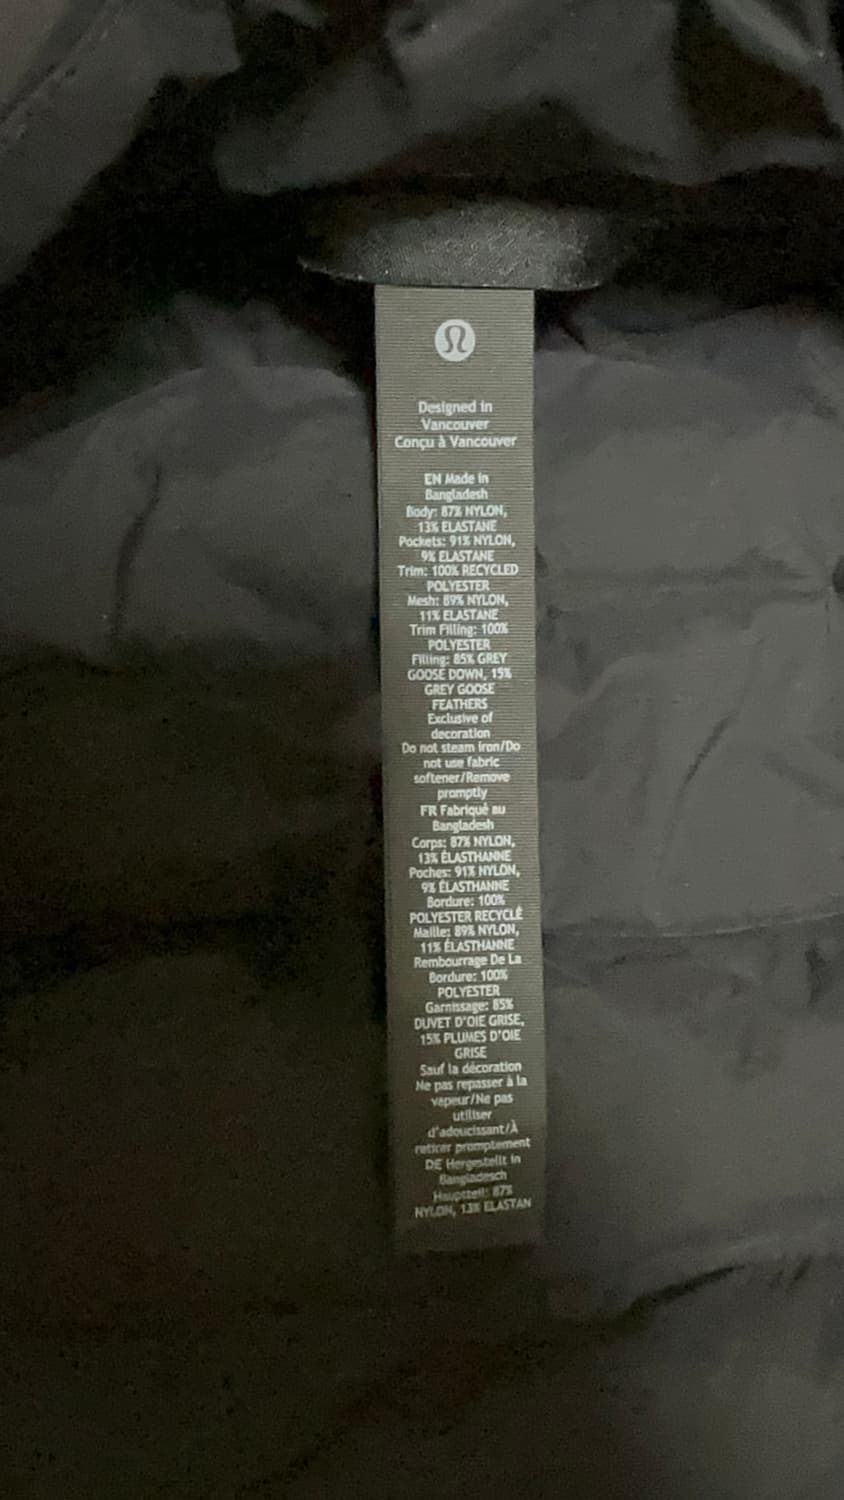 Designed in
Vancouver
Conçu à Vancouver
EN Made in
Bangladesh
Body: 87% NYLON,
13% ELASTANE
Pockets: 91% NYLON,
9% ELASTANE
Trim: 100% RECYCLED
POLYESTER
Mesh: 89% NYLON,
11% ELASTANE
Trim Filling: 100%
POLYESTER
Filling: 85% GREY
GOOSE DOWN, 15%
GREY GOOSE
FEATHERS
Exclusive of
decoration
Do not steam iron/Do
not use fabric
softener/Remove
promptly
FR Fabriqué au
Bangladesh
Corps: 87% NYLON,
13% ÉLASTHANNE
Poches: 91% NYLON,
9% ÉLASTHANNE
Bordure: 100%
POLYESTER RECYCLÉ
Maille: 89% NYLON,
11% ÉLASTHANNE
Rembourrage De La
Bordure: 100%
POLYESTER
Garnissage: 85%
DUVET D'OIE GRISE,
15% PLUMES D'OIE
GRISE
Sauf la décoration
Ne pas repasser à la
vapeur/Ne pas
utiliser
d'adoucissant/À
retirer promptement
DE Hergestellt in
Bangladesch
Hauptteil: 87%
NYLON, 13% ELASTAN